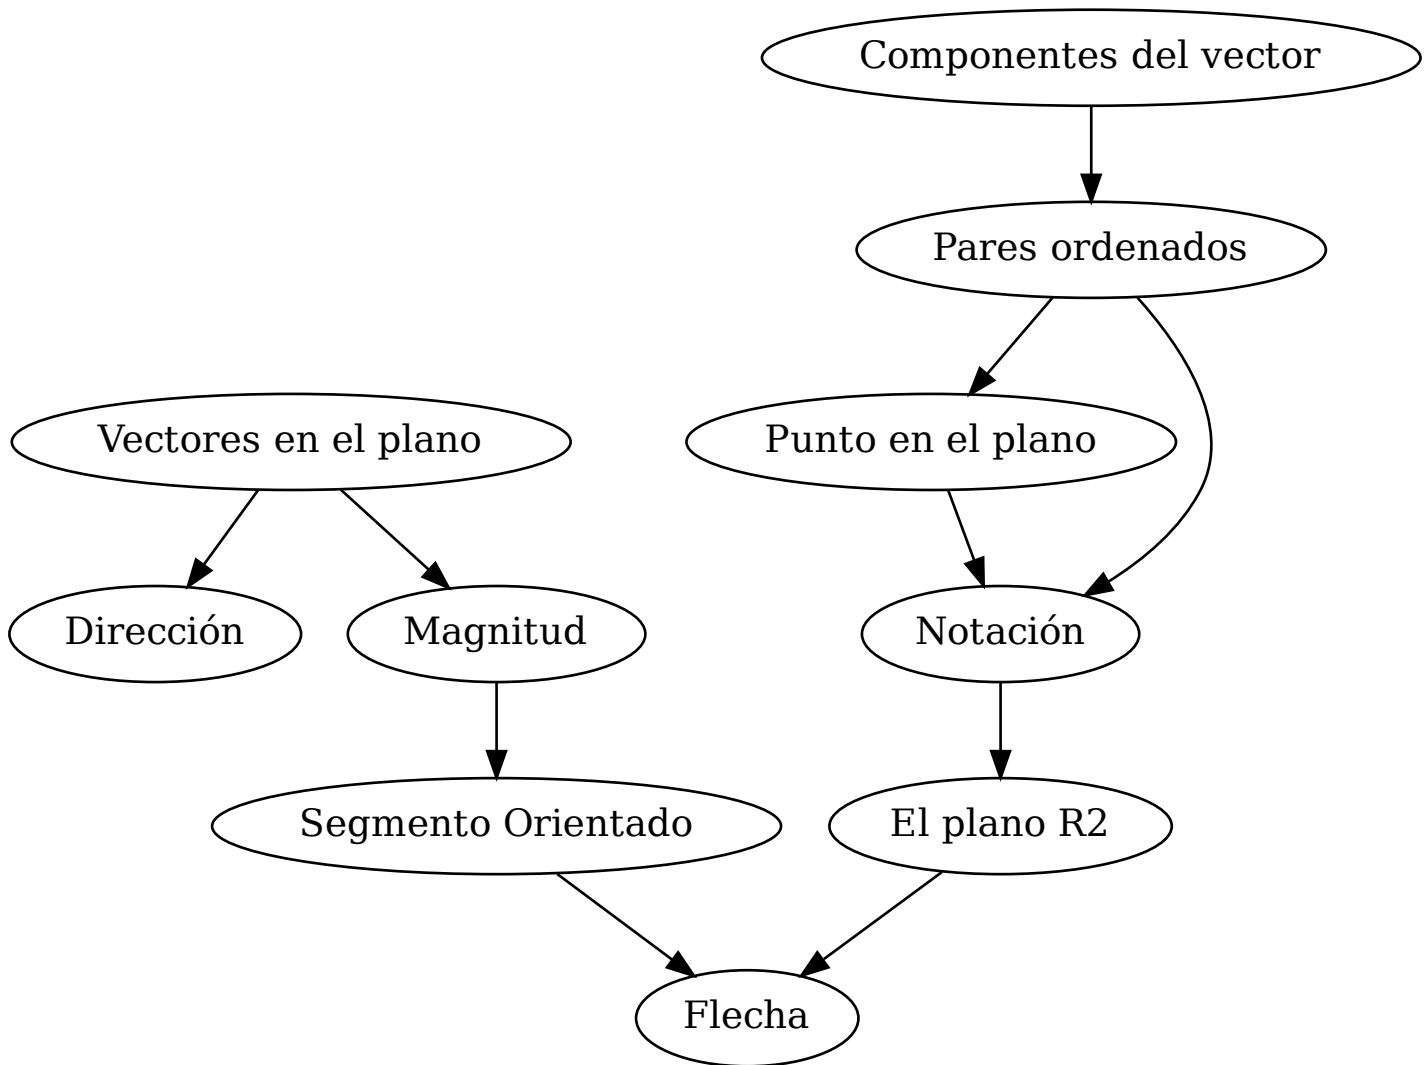 Componentes del vector
Pares ordenados
Vectores en el plano
Punto en el plano
Dirección
Magnitud
Notación
Segmento Orientado
El plano R2
Flecha